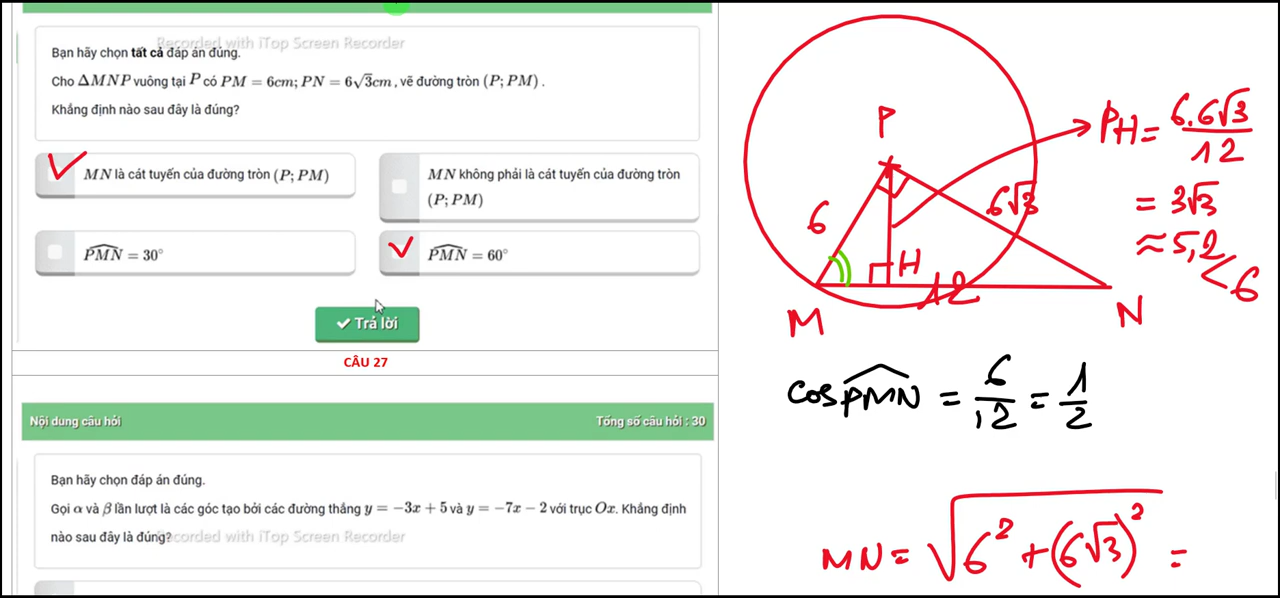 Recorded with iTop Screen Recorder
Bạn hãy chọn tất cả đáp án đúng.
Cho ΔMNP vuông tại P có PM = 6cm; PN = 6√3cm, vẽ đường tròn (P; PM).
Khẳng định nào sau đây là đúng?
MN là cát tuyến của đường tròn (P; PM)
MN không phải là cát tuyến của đường tròn
(P; PM)
PMN = 30°
PMN = 60°
Trả lời
CÂU 27
Nội dung câu hỏi
Tổng số câu hỏi : 30
Bạn hãy chọn đáp án đúng.
Gọi α và β lần lượt là các góc tạo bởi các đường thẳng y = −3x + 5 và y = −7x − 2 với trục Ox. Khẳng định
nào sau đây là đúng?
Recorded with iTop Screen Recorder
P
6
6√3
H
12
M
N
PH = 6.6√3/12
= 3√3
≈ 5,2 < 6
cos PMN = 6/12 = 1/2
MN = √6² + (6√3)² =